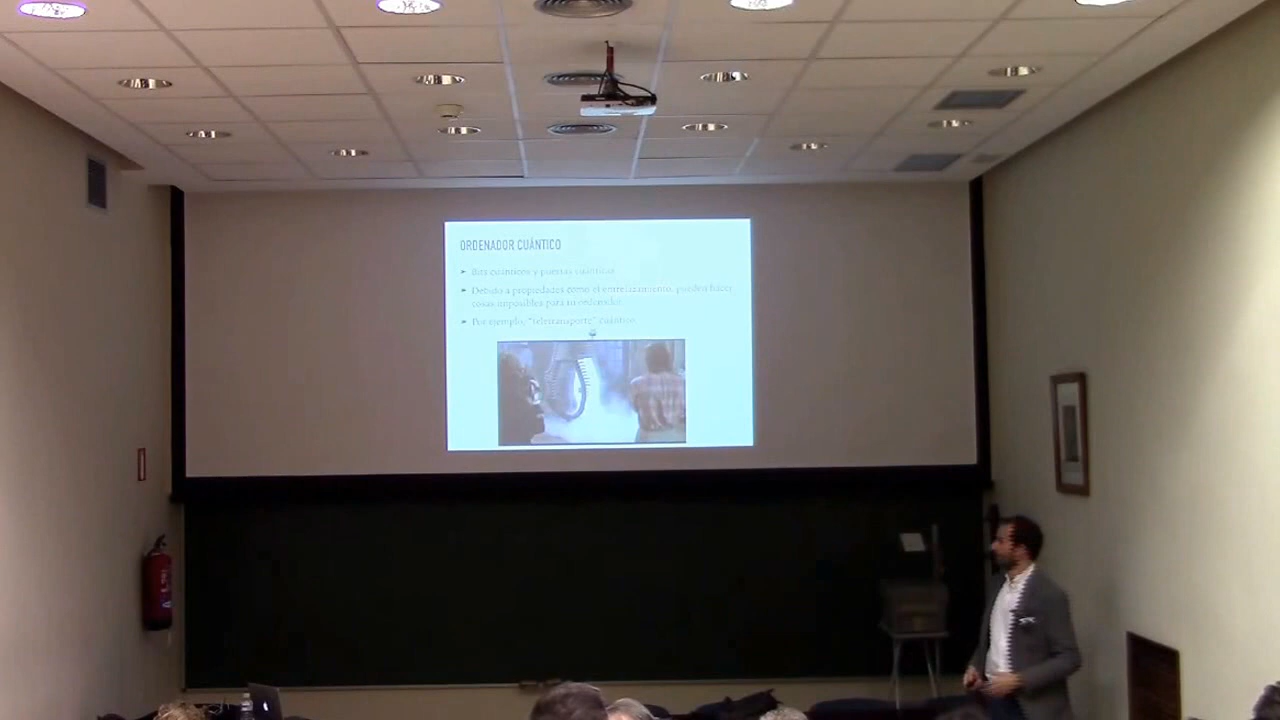 ORDENADOR CUÁNTICO
➤ Bits cuánticos y puertas cuánticas
➤ Debido a propiedades como el entrelazamiento, pueden hacer
cosas imposibles para un ordenador
➤ Por ejemplo, "teletransporte" cuántico